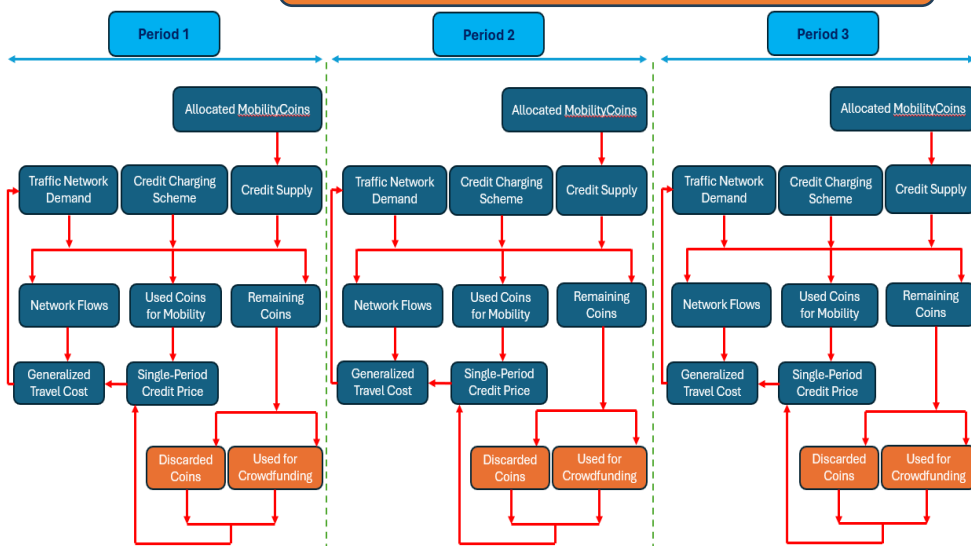 Period 1
Period 2
Period 3
Allocated MobilityCoins
Allocated MobilityCoins
Allocated MobilityCoins
Traffic Network
Demand
Credit Charging
Scheme
Credit Supply
Traffic Network
Demand
Credit Charging
Scheme
Credit Supply
Traffic Network
Demand
Credit Charging
Scheme
Credit Supply
Network Flows
Used Coins
for Mobility
Remaining
Coins
Network Flows
Used Coins
for Mobility
Remaining
Coins
Network Flows
Used Coins
for Mobility
Remaining
Coins
Generalized
Travel Cost
Single-Period
Credit Price
Generalized
Travel Cost
Single-Period
Credit Price
Generalized
Travel Cost
Single-Period
Credit Price
Discarded
Coins
Used for
Crowdfunding
Discarded
Coins
Used for
Crowdfunding
Discarded
Coins
Used for
Crowdfunding